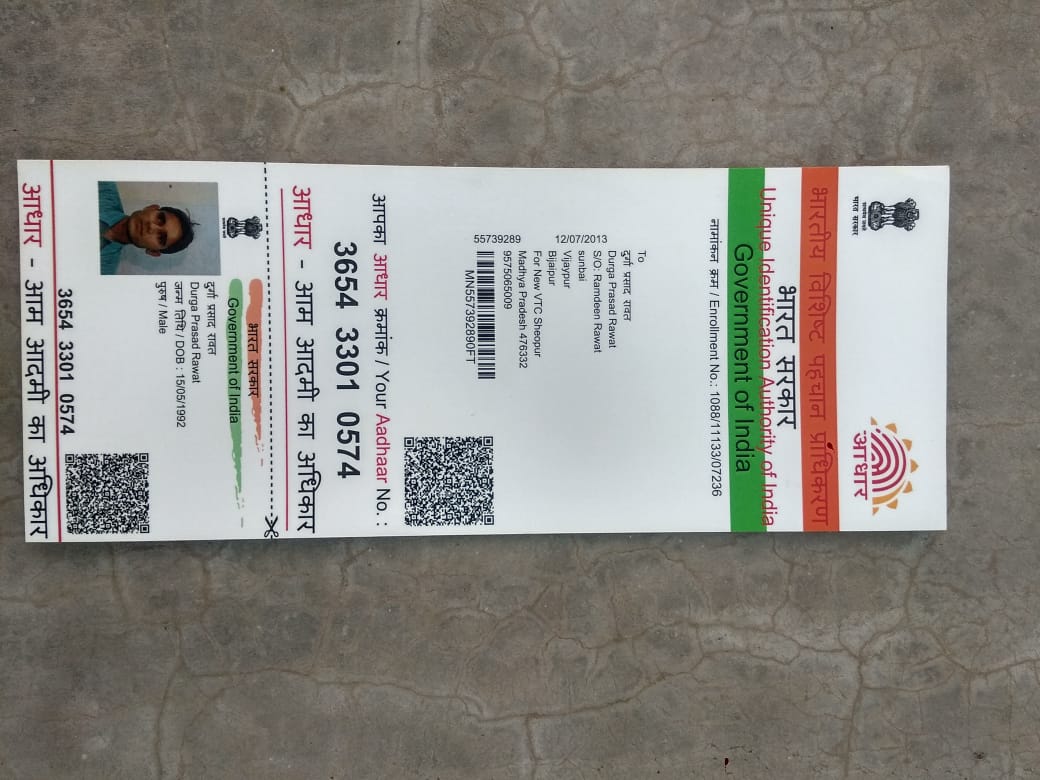 भारत सरकार
आधार
भारतीय विशिष्ट पहचान प्राधिकरण
भारत सरकार
Unique Identification Authority of India
Government of India
नामांकन क्रम / Enrollment No.: 1088/11133/07236
To
दुर्गा प्रसाद रावत
Durga Prasad Rawat
S/O: Ramdeen Rawat
sunbai
Vijaypur
Bijaipur
For New VTC Sheopur
Madhya Pradesh 476332
9575065009
12/07/2013
55739289
MN557392890FT
आपका आधार क्रमांक / Your Aadhaar No. :
3654 3301 0574
आधार - आम आदमी का अधिकार
भारत सरकार
Government of India
दुर्गा प्रसाद रावत
Durga Prasad Rawat
जन्म तिथि / DOB : 15/05/1992
पुरुष / Male
3654 3301 0574
आधार - आम आदमी का अधिकार